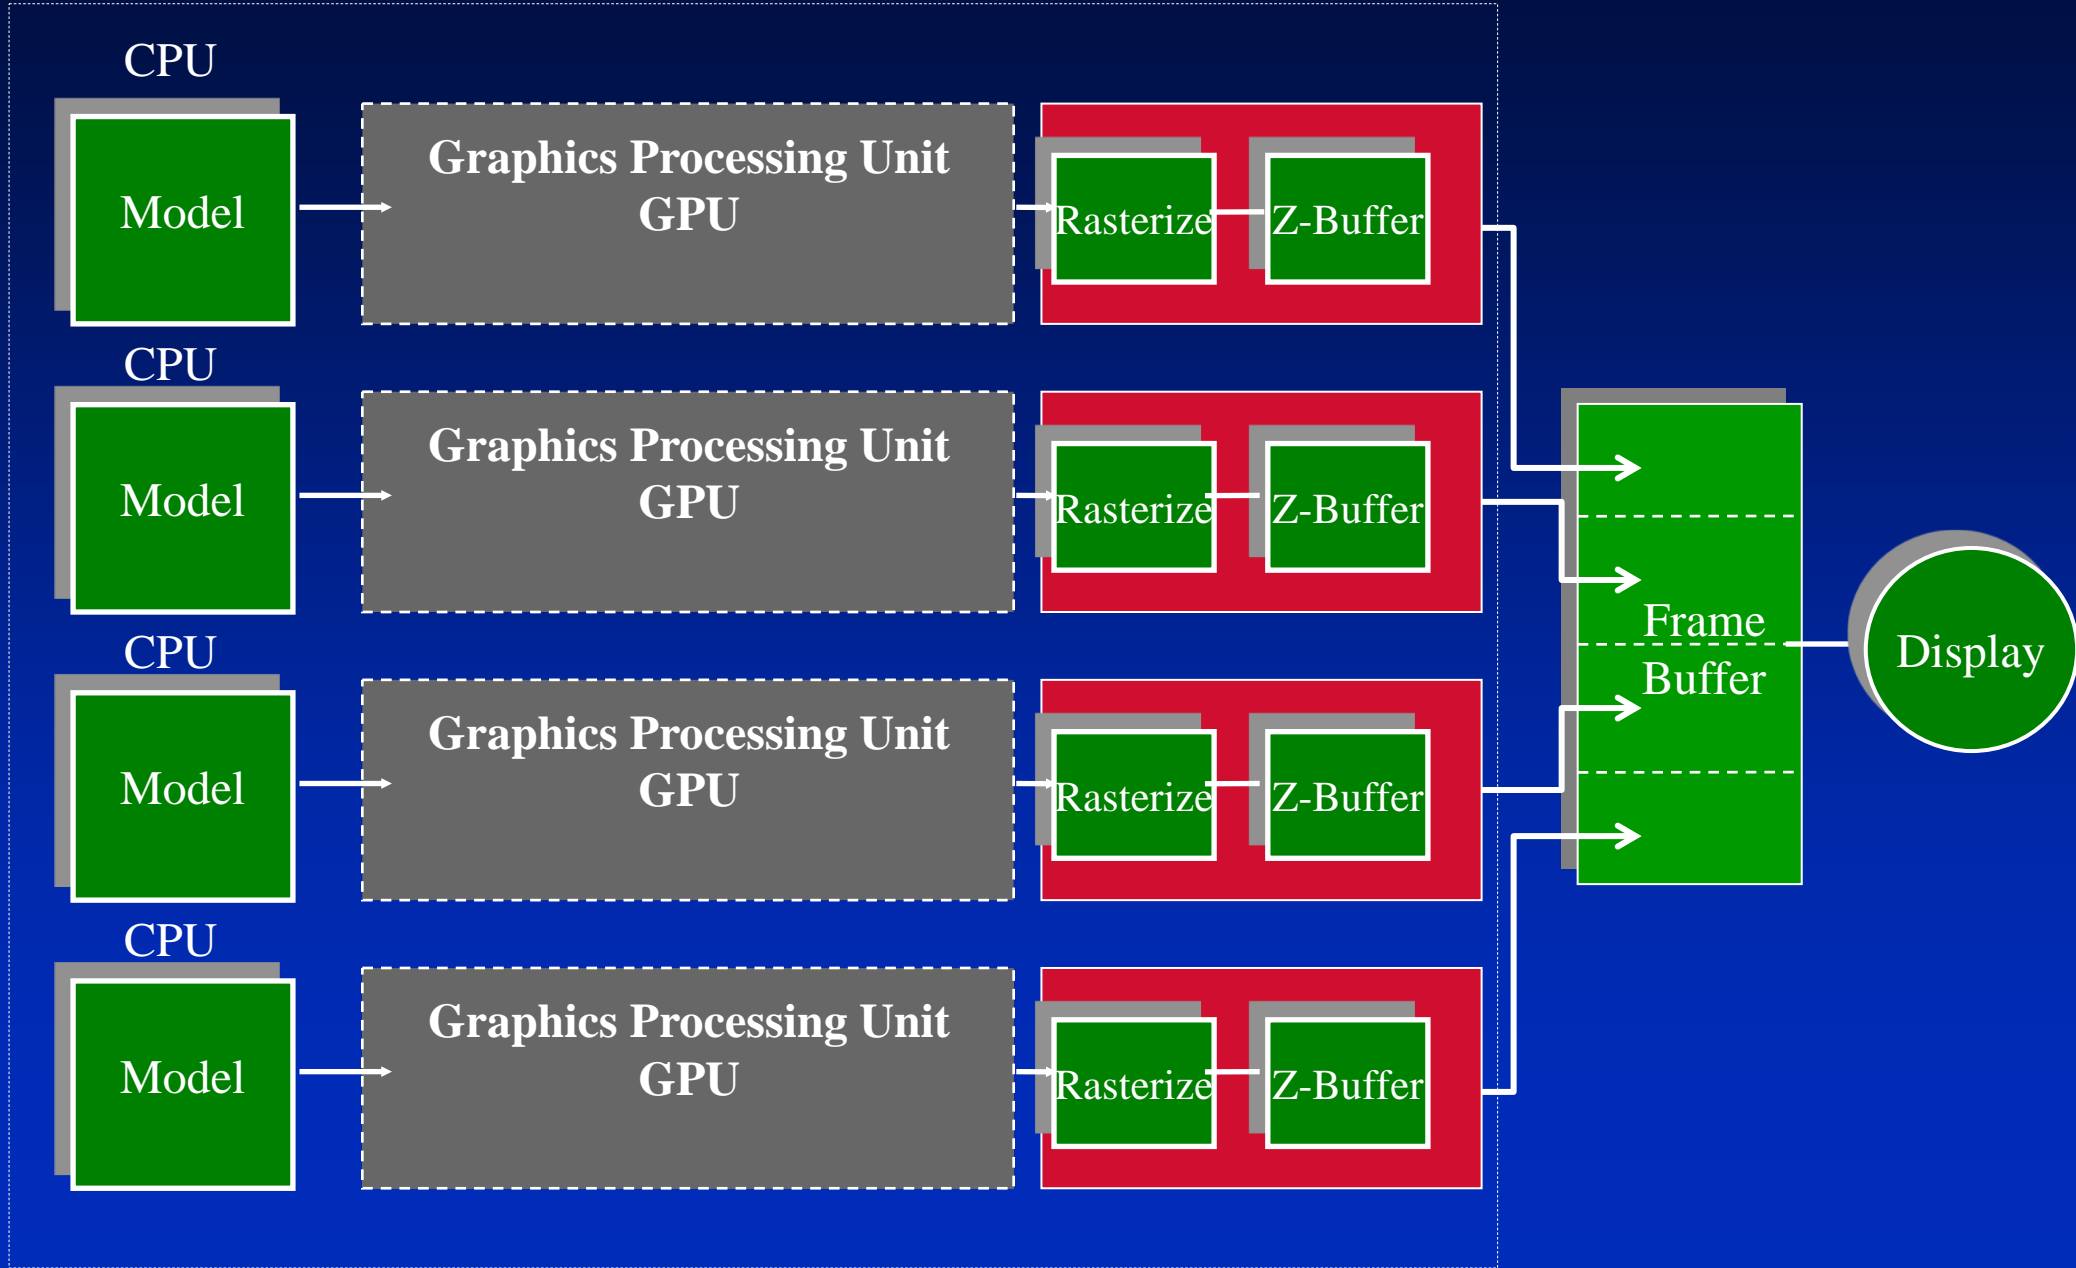 CPU
Model
Graphics Processing Unit
GPU
Rasterize
Z-Buffer
CPU
Model
Graphics Processing Unit
GPU
Rasterize
Z-Buffer
CPU
Model
Graphics Processing Unit
GPU
Rasterize
Z-Buffer
CPU
Model
Graphics Processing Unit
GPU
Rasterize
Z-Buffer
Frame
Buffer
Display